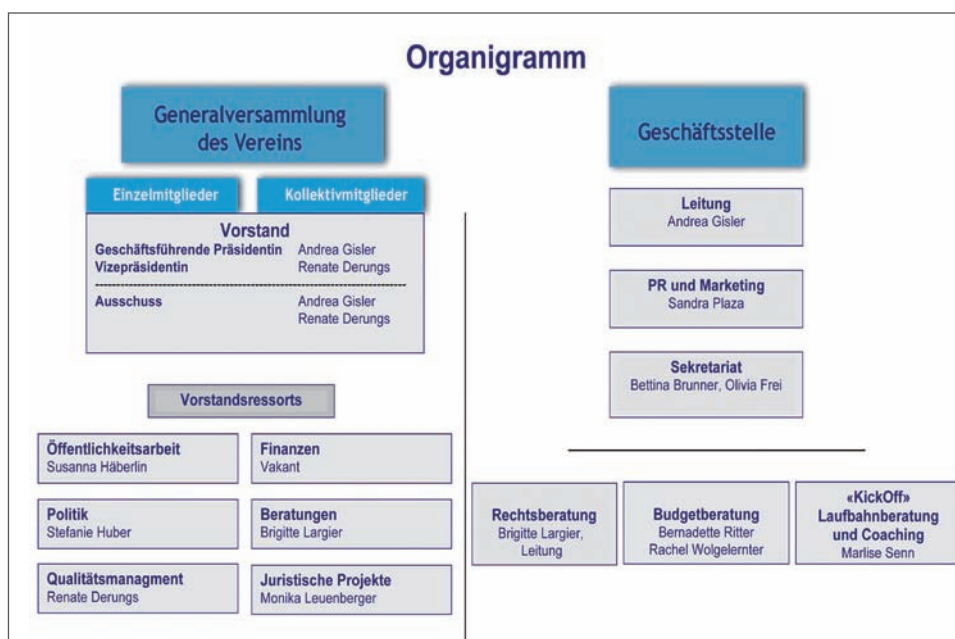 Organigramm
Generalversammlung
des Vereins
Einzelmitglieder
Kollektivmitglieder
Vorstand
Geschäftsführende Präsidentin Andrea Gisler
Vizepräsidentin Renate Derungs
Ausschuss Andrea Gisler
Renate Derungs
Vorstandsressorts
Öffentlichkeitsarbeit
Susanna Häberlin
Finanzen
Vakant
Politik
Stefanie Huber
Beratungen
Brigitte Largier
Qualitätsmanagment
Renate Derungs
Juristische Projekte
Monika Leuenberger
Geschäftsstelle
Leitung
Andrea Gisler
PR und Marketing
Sandra Plaza
Sekretariat
Bettina Brunner, Olivia Frei
Rechtsberatung
Brigitte Largier,
Leitung
Budgetberatung
Bernadette Ritter
Rachel Wolgelernter
«KickOff»
Laufbahnberatung
und Coaching
Marlise Senn